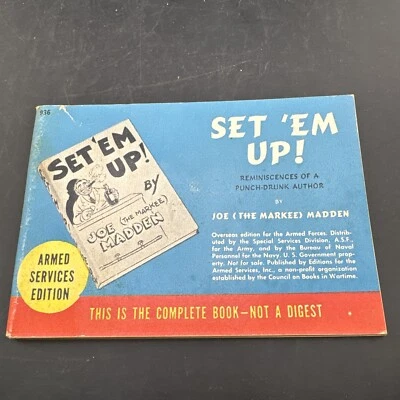 936
SET 'EM
UP!
REMINISCENCES OF A
PUNCH-DRUNK AUTHOR
BY
JOE (THE MARKEE) MADDEN
Overseas edition for the Armed Forces. Distrib-
uted by the Special Services Division, A.S.F.,
for the Army, and by the Bureau of Naval
Personnel for the Navy. U. S. Government prop-
erty. Not for sale. Published by Editions for the
Armed Services, Inc., a non-profit organization
established by the Council on Books in Wartime.
SET 'EM
UP!
BY
JOE (THE MARKEE)
MADDEN
ARMED
SERVICES
EDITION
THIS IS THE COMPLETE BOOK—NOT A DIGEST